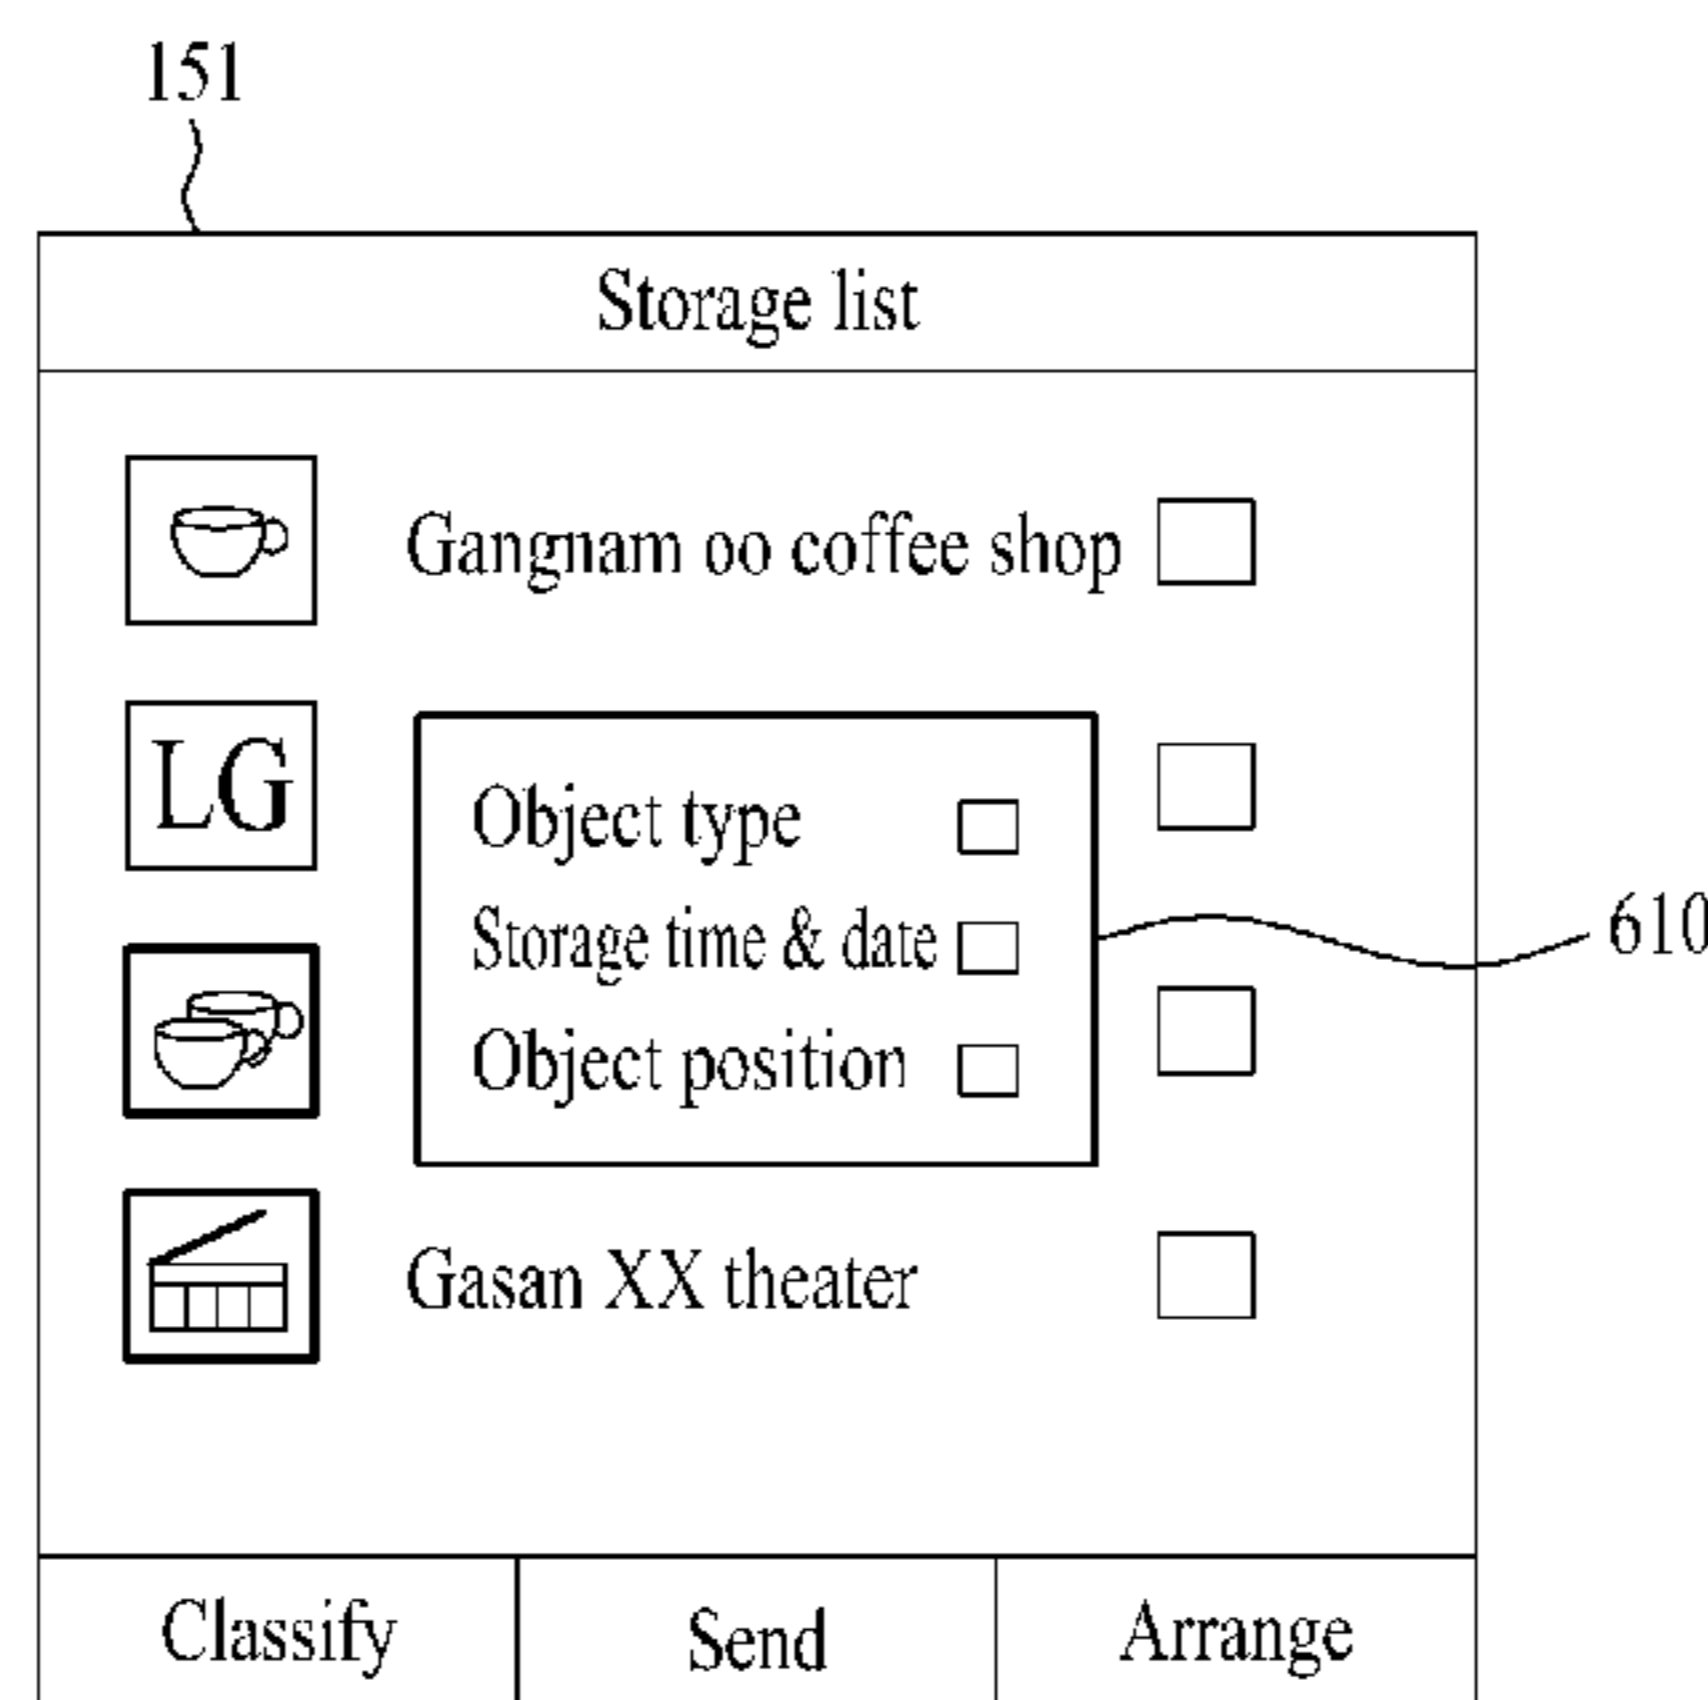 151
Storage list
Gangnam oo coffee shop
LG
Object type
Storage time & date
610
Object position
Gasan XX theater
Classify
Send
Arrange